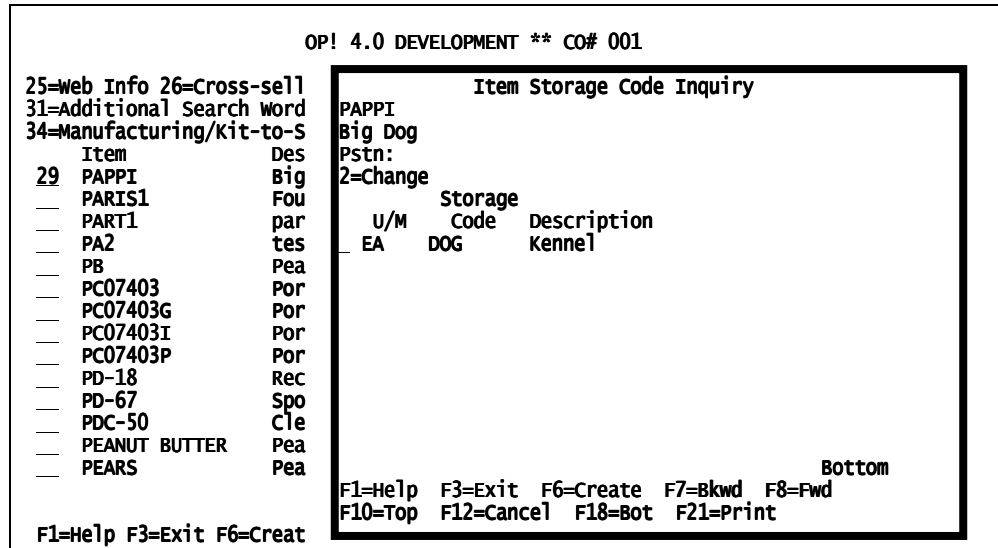 OP! 4.0 DEVELOPMENT ** CO# 001
25=Web Info 26=Cross-sell
31=Additional Search Word
34=Manufacturing/Kit-to-S
Item Des
29 PAPPI Big
PARIS1 Fou
PART1 par
PA2 tes
PB Pea
PC07403 Por
PC07403G Por
PC07403I Por
PC07403P Por
PD-18 Rec
PD-67 Spo
PDC-50 Cle
PEANUT BUTTER Pea
PEARS Pea
F1=Help F3=Exit F6=Creat
Item Storage Code Inquiry
PAPPI
Big Dog
Pstn:
2=Change
Storage
U/M Code Description
EA DOG Kennel
Bottom
F1=Help F3=Exit F6=Create F7=Bkwd F8=Fwd
F10=Top F12=Cancel F18=Bot F21=Print